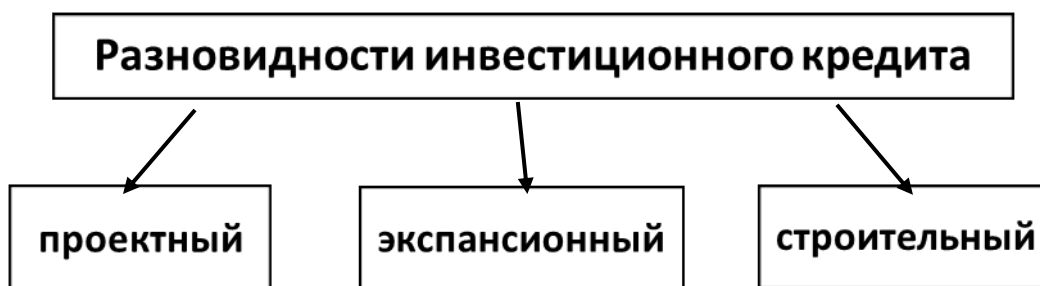 Разновидности инвестиционного кредита
проектный
экспансионный
строительный